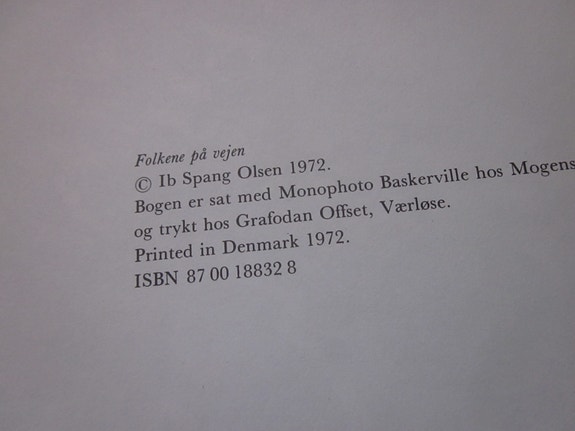 Folkene på vejen
© Ib Spang Olsen 1972.
Bogen er sat med Monophoto Baskerville hos Mogens
og trykt hos Grafodan Offset, Værløse.
Printed in Denmark 1972.
ISBN 87 00 18832 8